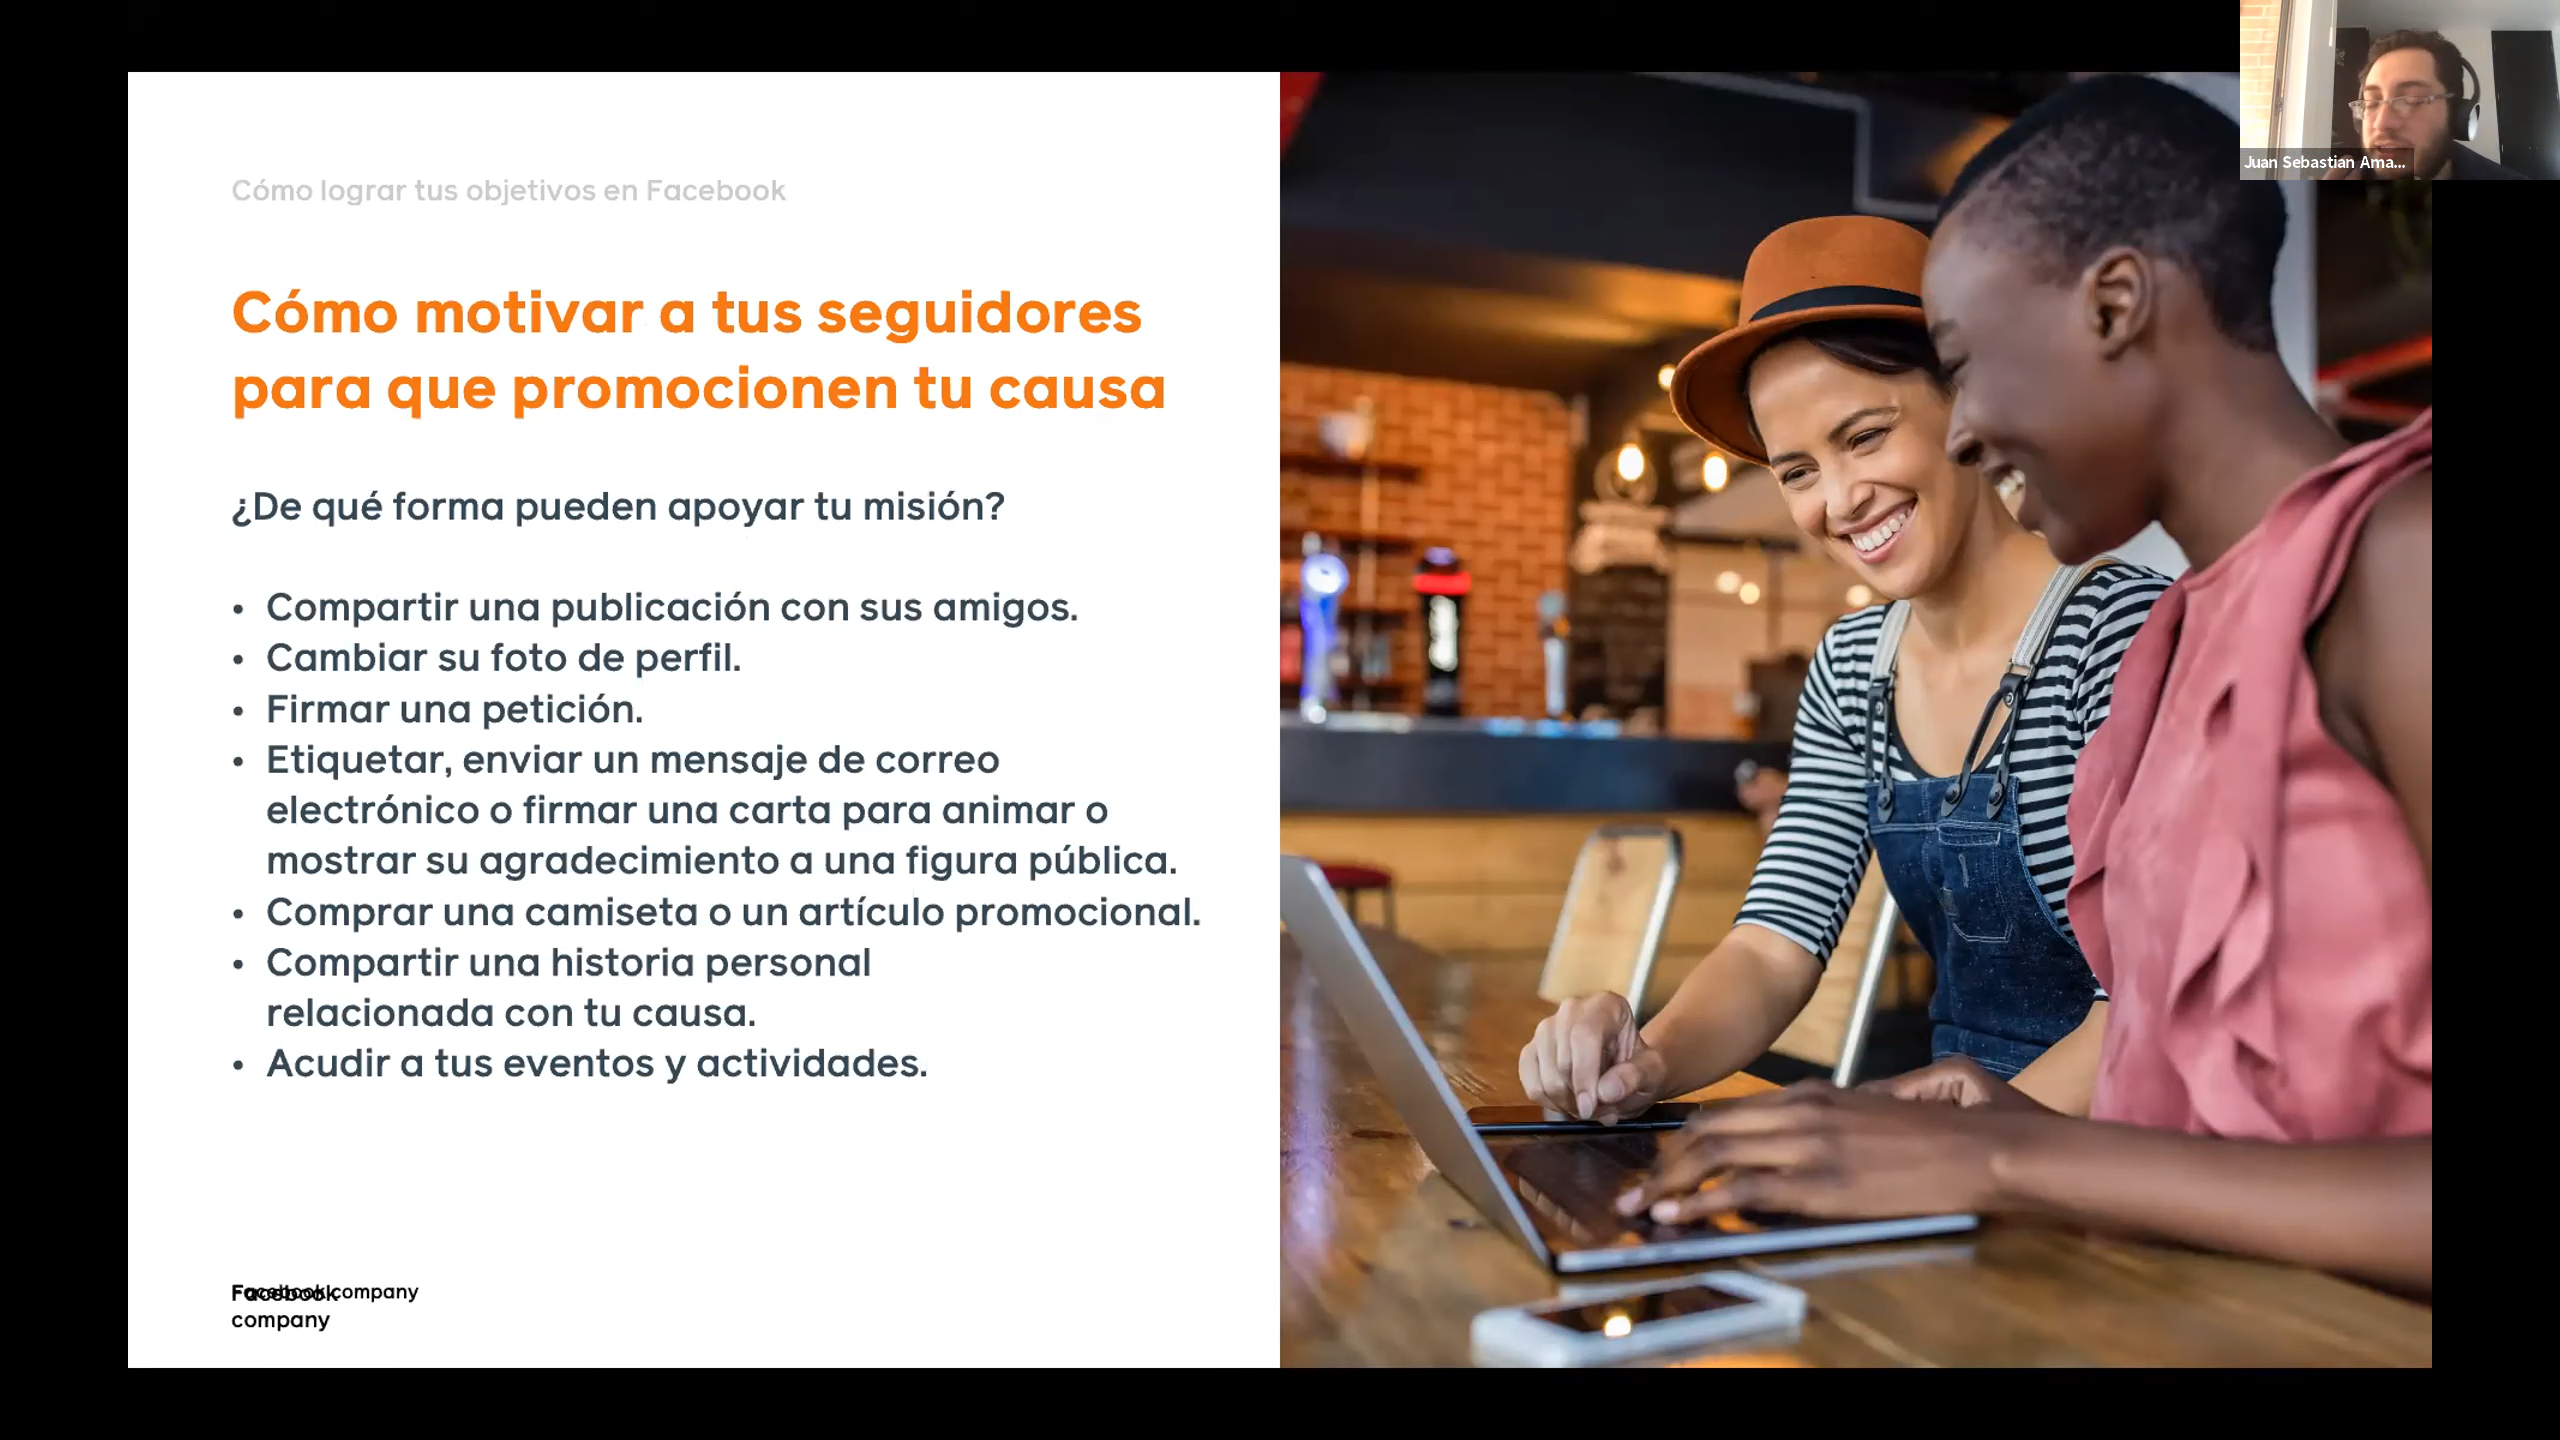 Juan Sebastian Ama...
Cómo lograr tus objetivos en Facebook
Cómo motivar a tus seguidores
para que promocionen tu causa
¿De qué forma pueden apoyar tu misión?
• Compartir una publicación con sus amigos.
• Cambiar su foto de perfil.
• Firmar una petición.
• Etiquetar, enviar un mensaje de correo
electrónico o firmar una carta para animar o
mostrar su agradecimiento a una figura pública.
• Comprar una camiseta o un artículo promocional.
• Compartir una historia personal
relacionada con tu causa.
• Acudir a tus eventos y actividades.
Facebook company
Facebook
company